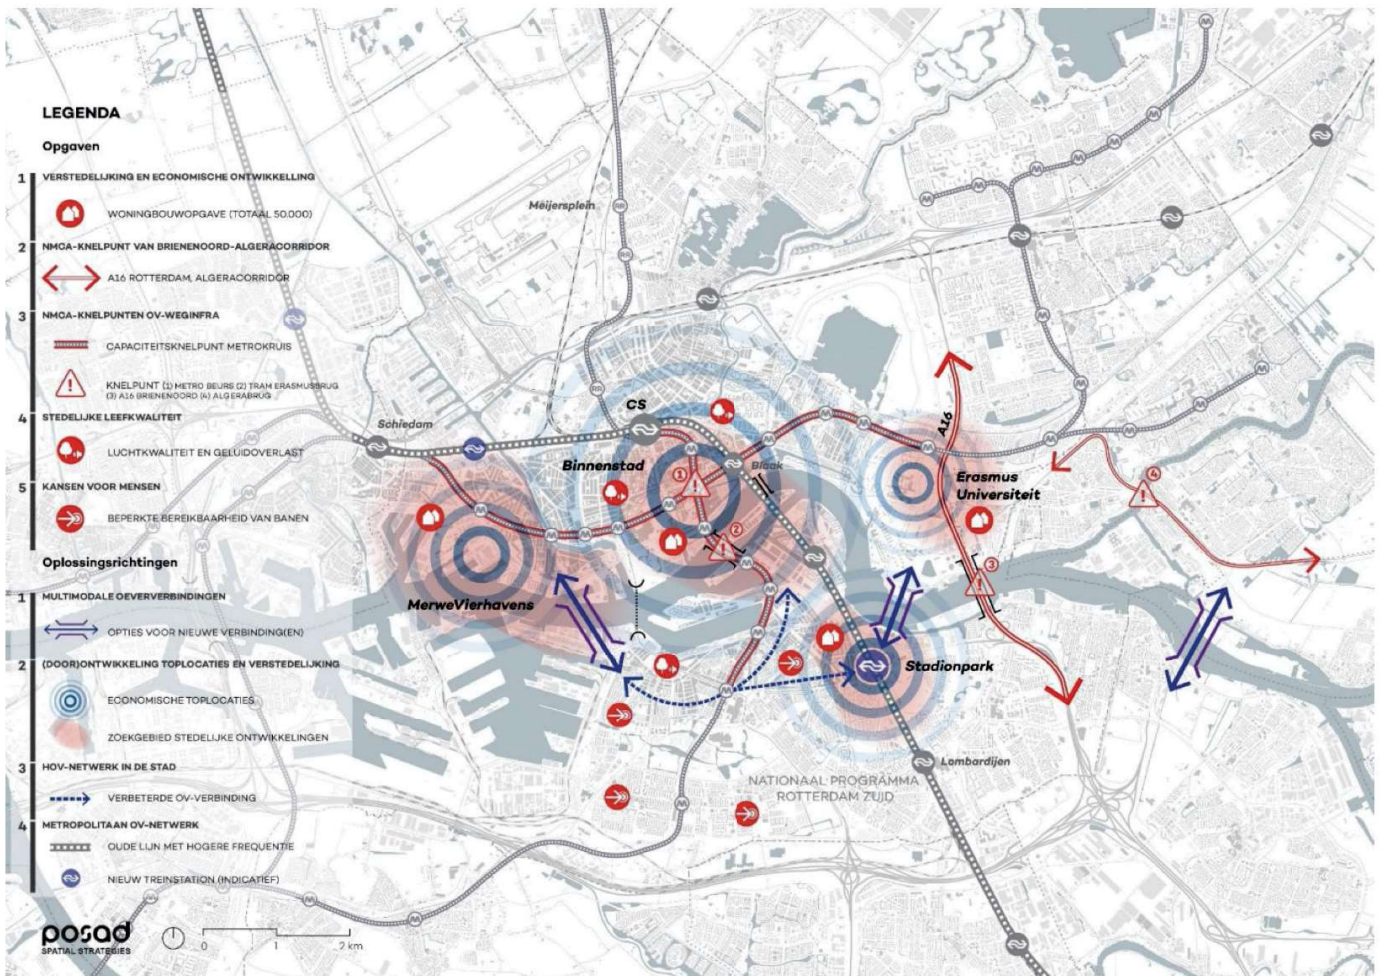 LEGENDA
Opgaven
1 VERSTEDELIJKING EN ECONOMISCHE ONTWIKKELLING
WONINGBOUWOPGAVE (TOTAAL 50.000)
2 NMCA-KNELPUNT VAN BRIENENOORD-ALGERACORRIDOR
A16 ROTTERDAM, ALGERACORRIDOR
3 NMCA-KNELPUNTEN OV-WEGINFRA
CAPACITEITSKNELPUNT METROKRUIS
KNELPUNT (1) METRO BEURS (2) TRAM ERASMUSBRUG
(3) A16 BRIENENOORD (4) ALGERABRUG
4 STEDELIJKE LEEFKWALITEIT
LUCHTKWALITEIT EN GELUIDOVERLAST
5 KANSEN VOOR MENSEN
BEPERKTE BEREIKBAARHEID VAN BANEN
Oplossingsrichtingen
1 MULTIMODALE OEVERVERBINDINGEN
OPTIES VOOR NIEUWE VERBINDING(EN)
2 (DOOR)ONTWIKKELING TOPLOCATIES EN VERSTEDELIJKING
ECONOMISCHE TOPLOCATIES
ZOEKGEBIED STEDELIJKE ONTWIKKELINGEN
3 HOV-NETWERK IN DE STAD
VERBETERDE OV-VERBINDING
4 METROPOLITAAN OV-NETWERK
OUDE LIJN MET HOGERE FREQUENTIE
NIEUW TREINSTATION (INDICATIEF)
posad
SPATIAL STRATEGIES
0 1 2 km
Meijersplein
Schiedam
CS
Binnenstad
Blaak
A16
Erasmus
Universiteit
MerweVierhavens
Stadionpark
Lombardijen
NATIONAAL PROGRAMMA
ROTTERDAM ZUID
1
2
3
4